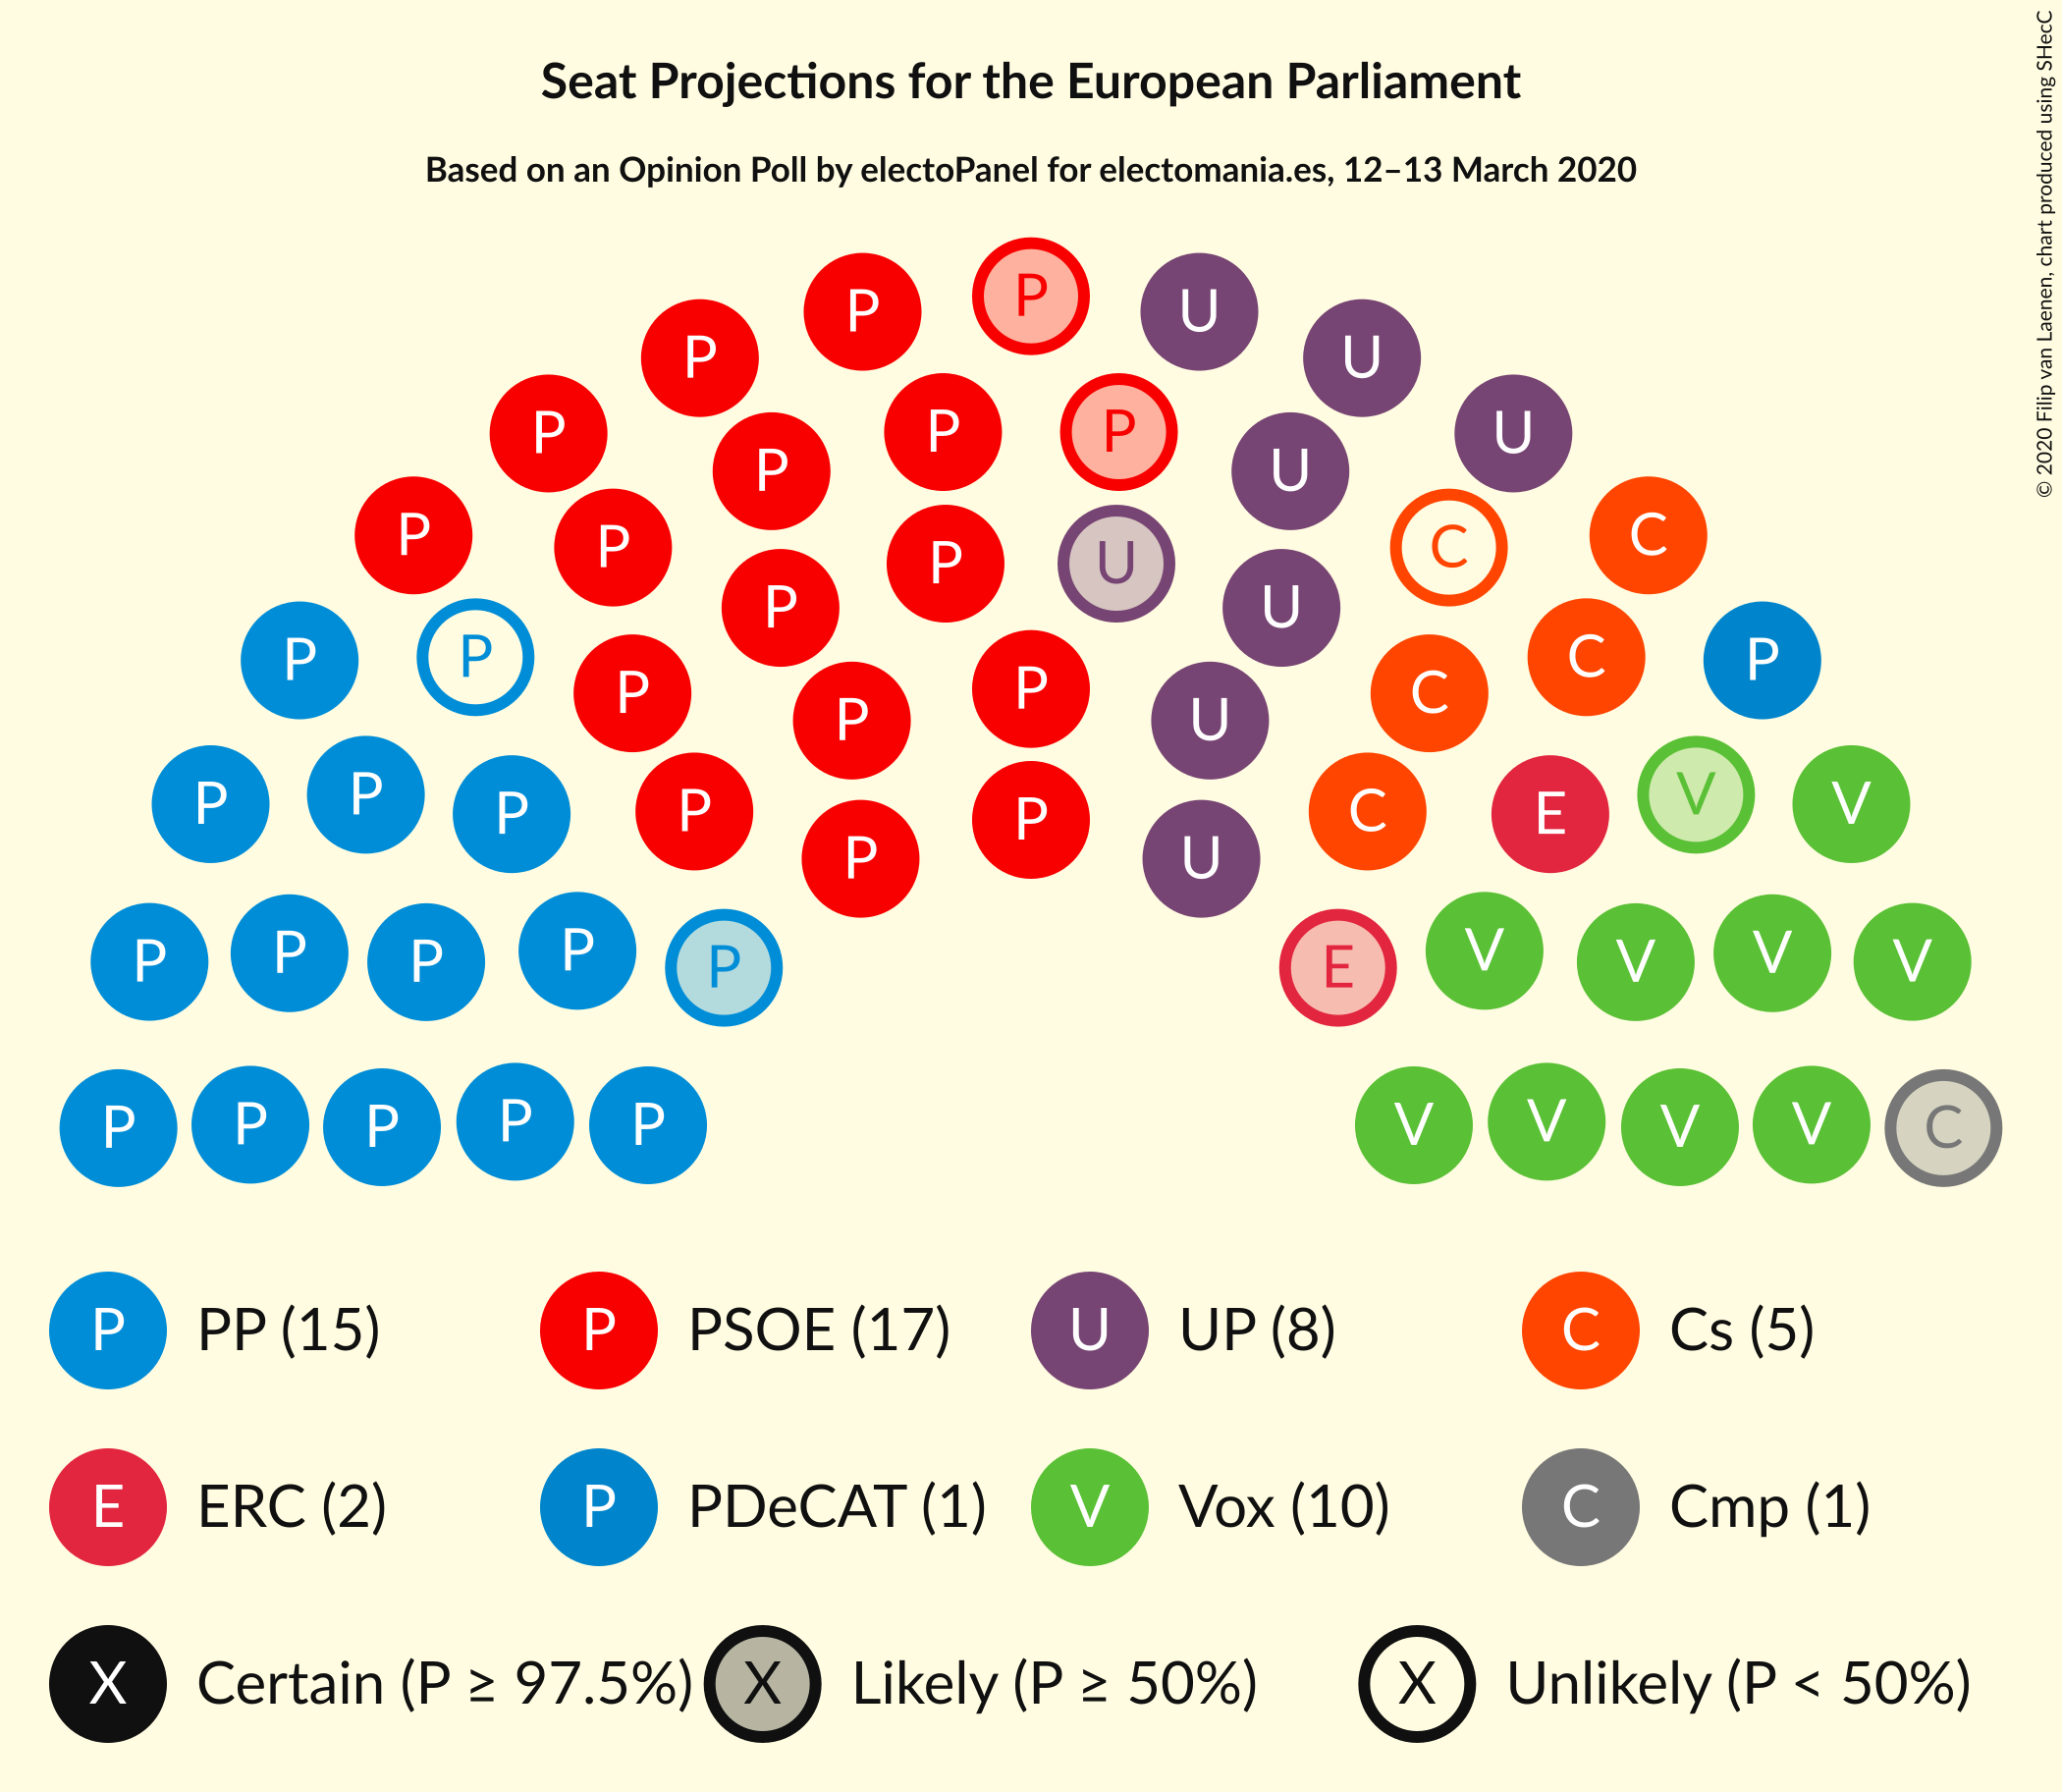 Seat Projections for the European Parliament
Based on an Opinion Poll by electoPanel for electomania.es, 12–13 March 2020
© 2020 Filip van Laenen, chart produced using SHecC
P
P P U U
P P P U
P P P U
P P U C C
P P P U
P P P P P U C C P
P P P P P C E V V
P P U
P P P P P E V V V V
P P P P P V V V V C
P PP (15) P PSOE (17) U UP (8) C Cs (5)
E ERC (2) P PDeCAT (1) V Vox (10) C Cmp (1)
X Certain (P ≥ 97.5%) X Likely (P ≥ 50%) X Unlikely (P < 50%)